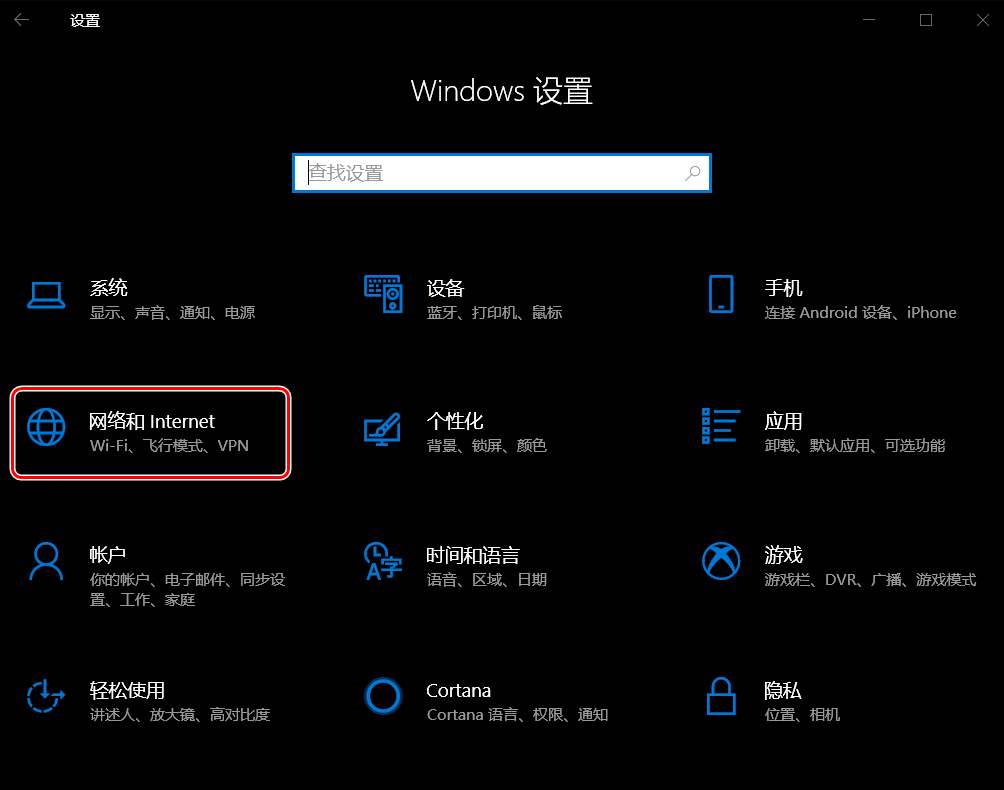 设置
Windows 设置
查找设置
系统
显示、声音、通知、电源
设备
蓝牙、打印机、鼠标
手机
连接 Android 设备、iPhone
网络和 Internet
Wi-Fi、飞行模式、VPN
个性化
背景、锁屏、颜色
应用
卸载、默认应用、可选功能
帐户
你的帐户、电子邮件、同步设
置、工作、家庭
时间和语言
语音、区域、日期
游戏
游戏栏、DVR、广播、游戏模式
轻松使用
讲述人、放大镜、高对比度
Cortana
Cortana 语言、权限、通知
隐私
位置、相机